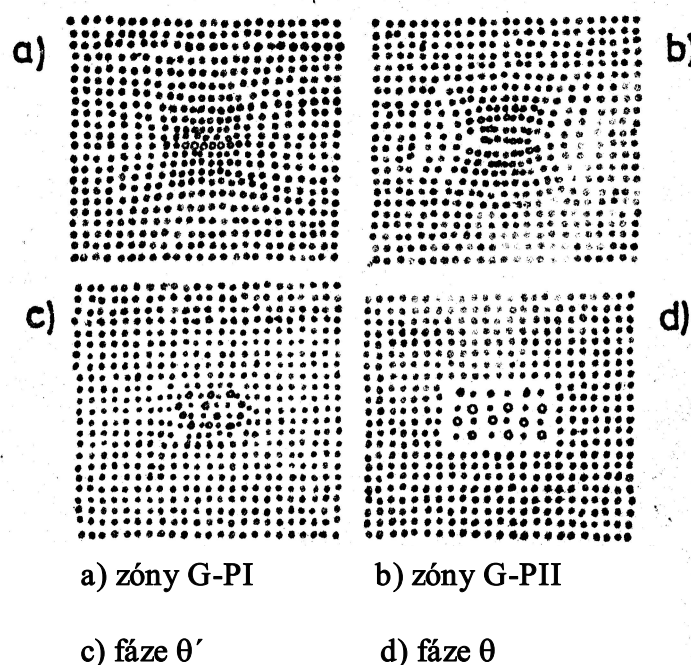 a) b)
c) d)
a) zóny G-PI b) zóny G-PII
c) fáze θ´ d) fáze θ